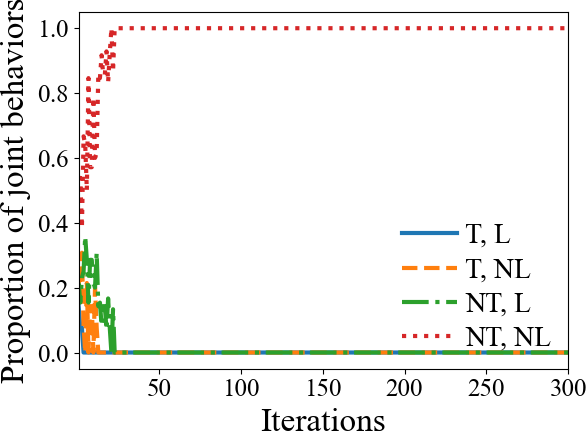 Proportion of joint behaviors
1.0
0.8
0.6
0.4
0.2
0.0
T, L
T, NL
NT, L
NT, NL
50 100 150 200 250 300
Iterations